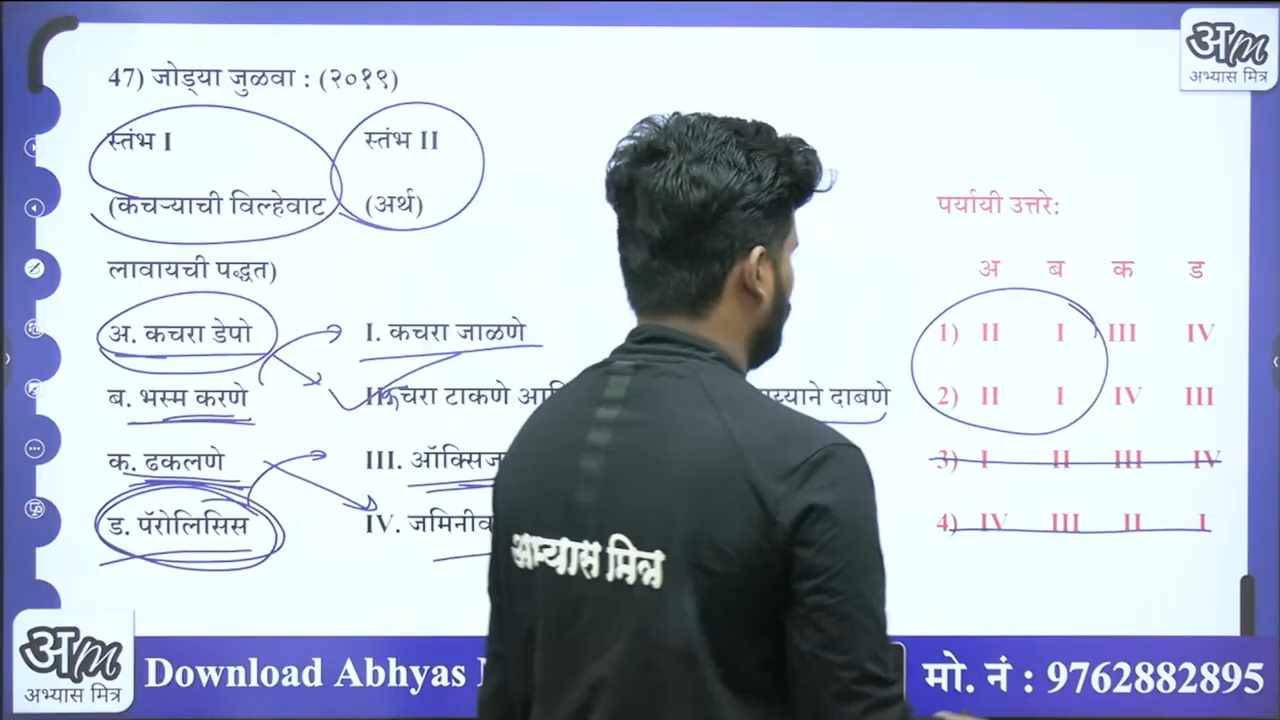 अm
अभ्यास मित्र
47) जोड्या जुळवा : (२०१९)
स्तंभ I स्तंभ II
(कचऱ्याची विल्हेवाट (अर्थ)
लावायची पद्धत)
अ. कचरा डेपो I. कचरा जाळणे
ब. भस्म करणे II. कचरा टाकणे दाबणे
क. ढकलणे III.
ड. पॅरोलिसिस IV.
पर्यायी उत्तरे:
अ ब क ड
1) II I III IV
2) II I IV III
3) I II III IV
4) IV III II I
अभ्यास मित्र
अm
अभ्यास मित्र
Download Abhyas
मो. नं : 9762882895